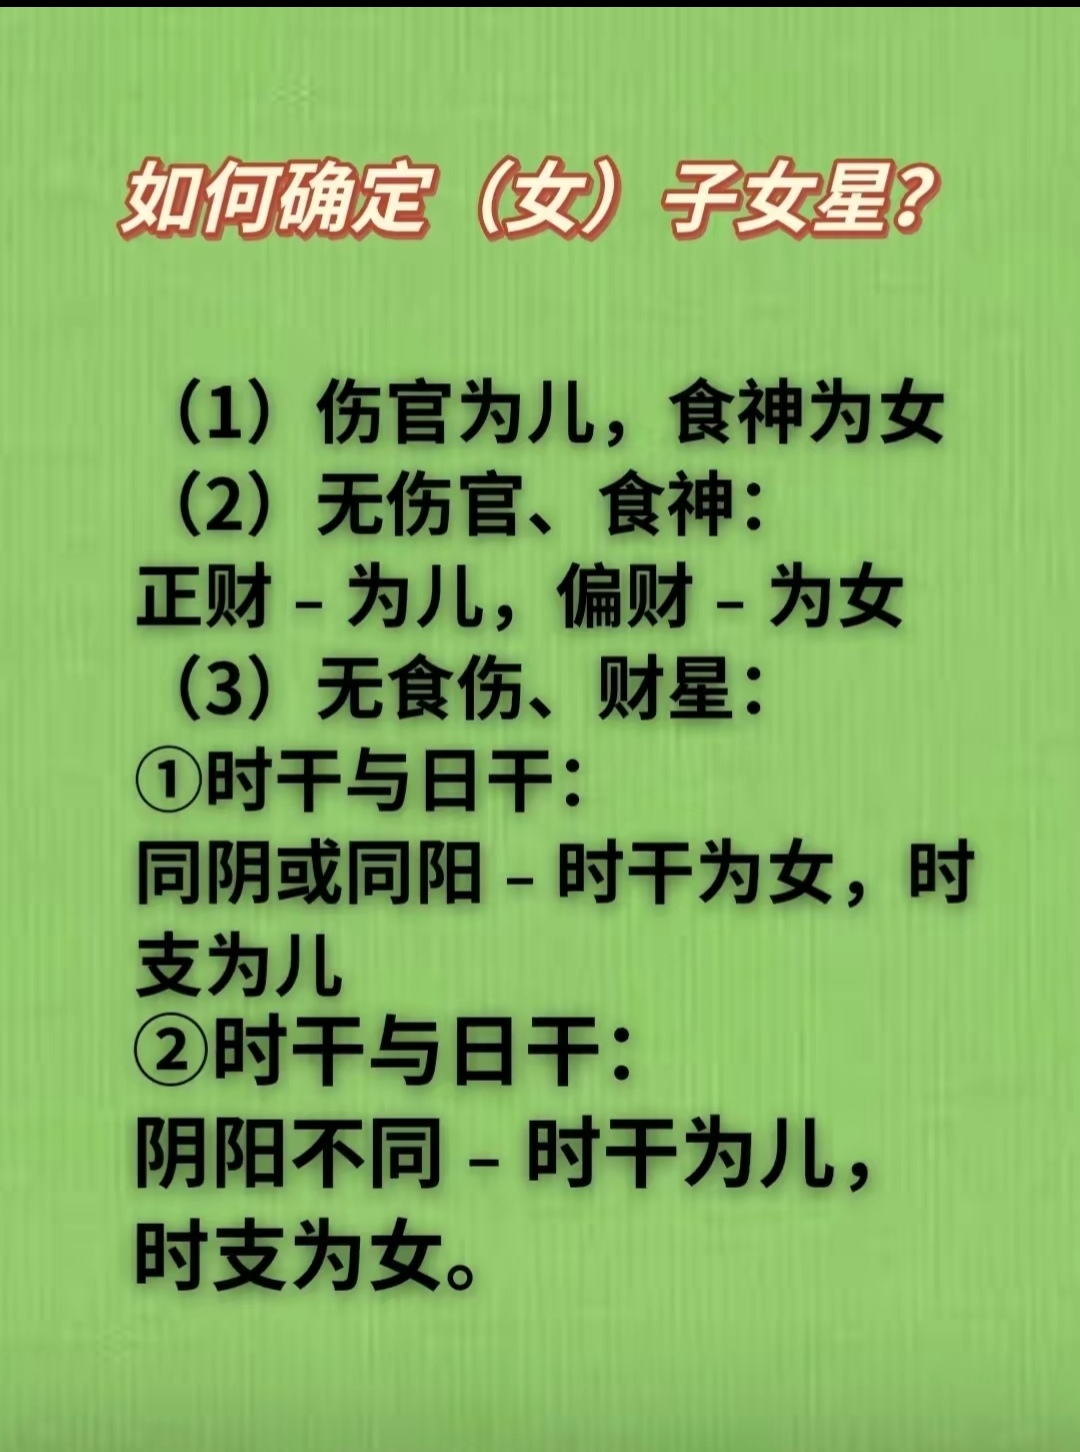 如何确定（女）子女星？
（1）伤官为儿，食神为女
（2）无伤官、食神：
正财 – 为儿，偏财 – 为女
（3）无食伤、财星：
①时干与日干：
同阴或同阳 – 时干为女，时
支为儿
②时干与日干：
阴阳不同 – 时干为儿，
时支为女。